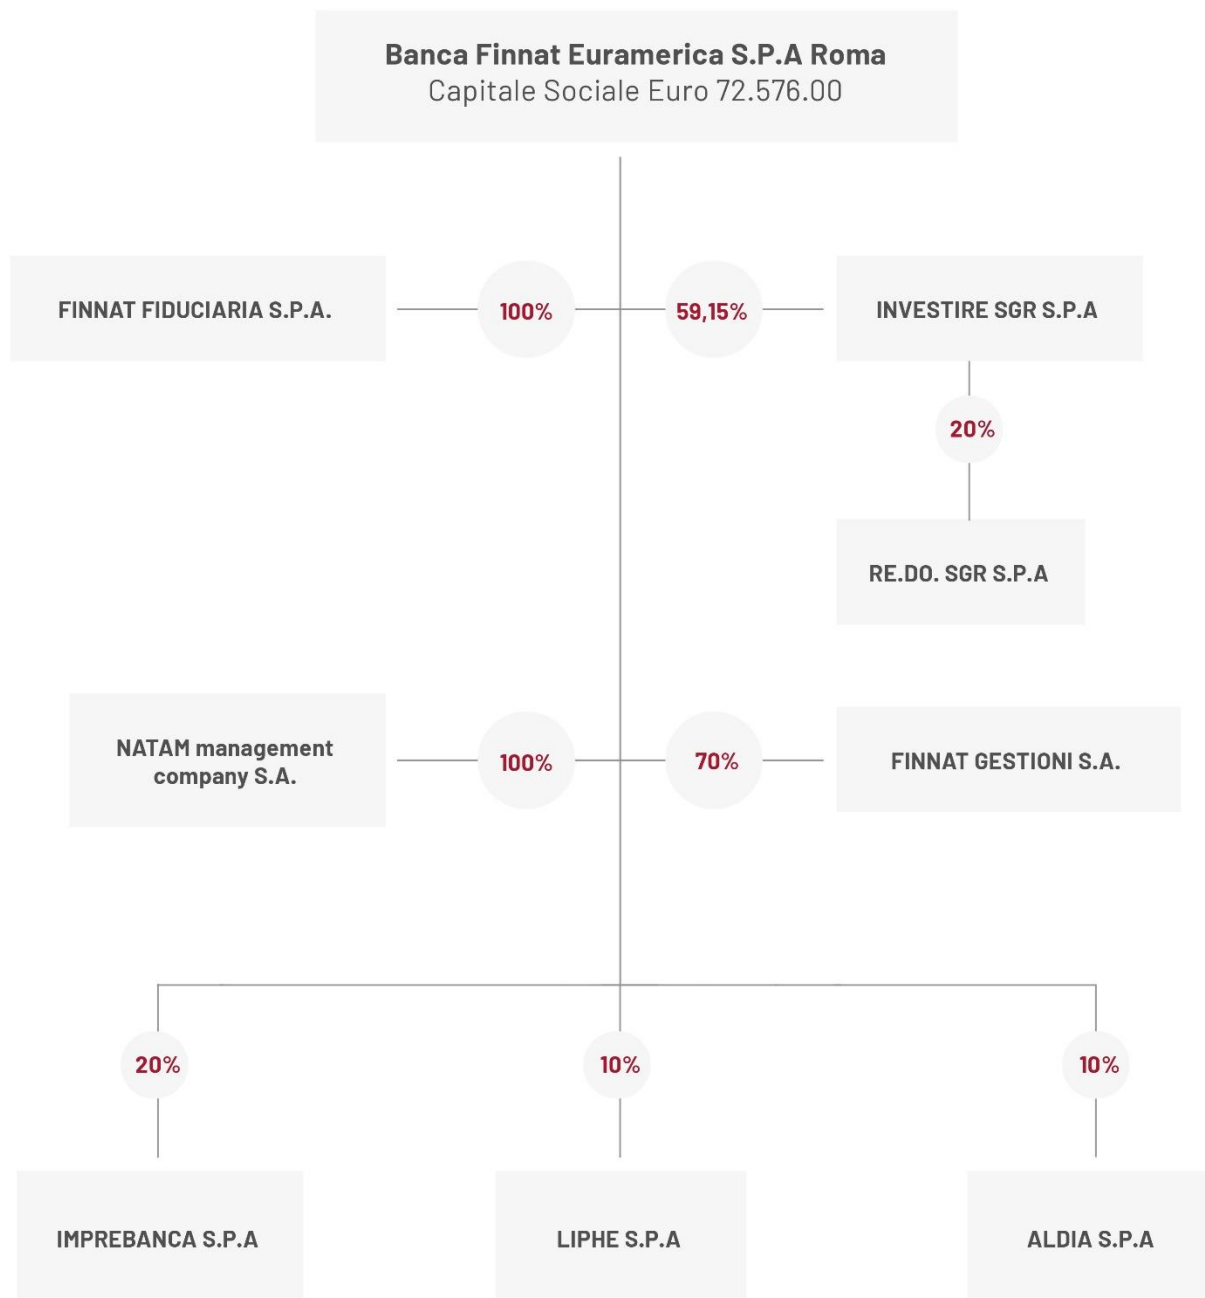 Banca Finnat Euramerica S.P.A Roma
Capitale Sociale Euro 72.576.00
FINNAT FIDUCIARIA S.P.A.
100%
59,15%
INVESTIRE SGR S.P.A
20%
RE.DO. SGR S.P.A
NATAM management
company S.A.
100%
70%
FINNAT GESTIONI S.A.
20%
10%
10%
IMPREBANCA S.P.A
LIPHE S.P.A
ALDIA S.P.A